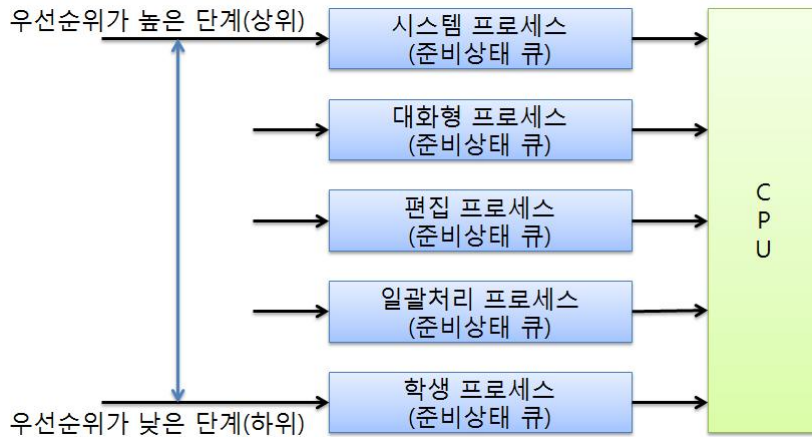 우선순위가 높은 단계(상위)
시스템 프로세스
(준비상태 큐)
대화형 프로세스
(준비상태 큐)
편집 프로세스
(준비상태 큐)
일괄처리 프로세스
(준비상태 큐)
학생 프로세스
(준비상태 큐)
우선순위가 낮은 단계(하위)
C
P
U